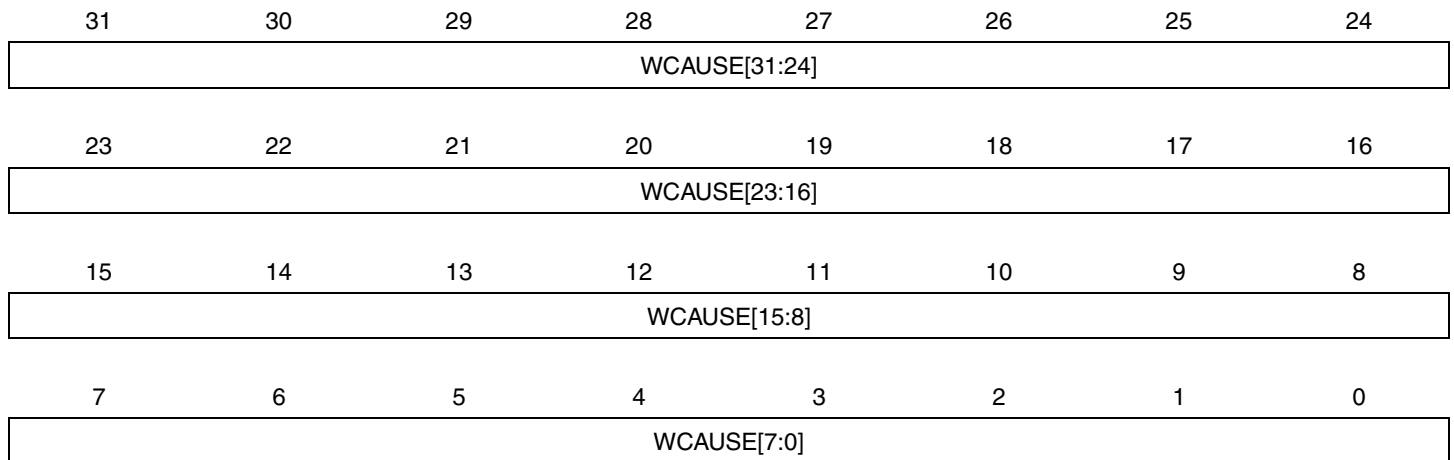 31 30 29 28 27 26 25 24
WCAUSE[31:24]
23 22 21 20 19 18 17 16
WCAUSE[23:16]
15 14 13 12 11 10 9 8
WCAUSE[15:8]
7 6 5 4 3 2 1 0
WCAUSE[7:0]